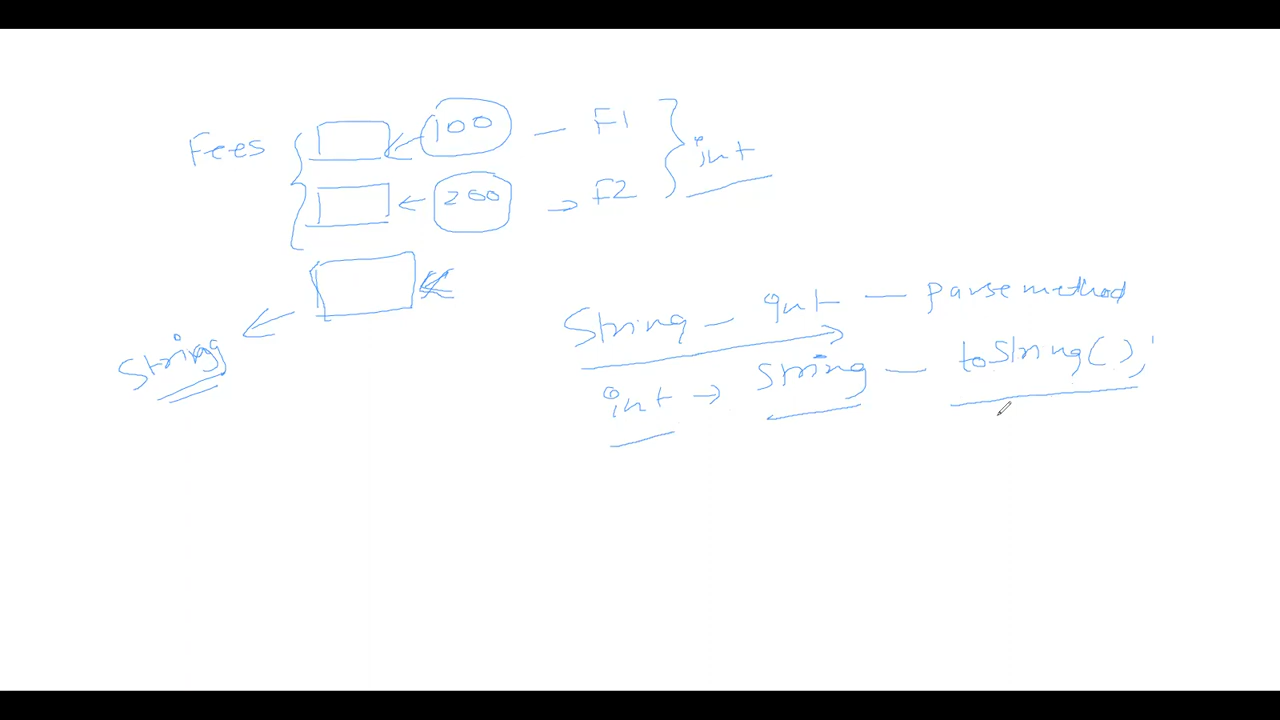 Fees 100 - F1
200 → F2
int
String - int - parse method
String
int → string - toString();